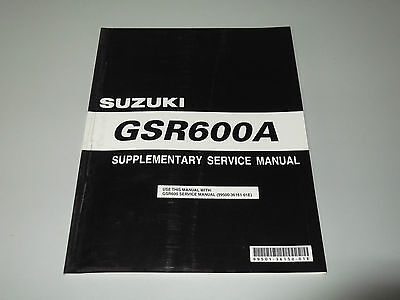 SUZUKI
GSR600A
SUPPLEMENTARY SERVICE MANUAL
USE THIS MANUAL WITH:
GSR600 SERVICE MANUAL (99500-36161-01E)